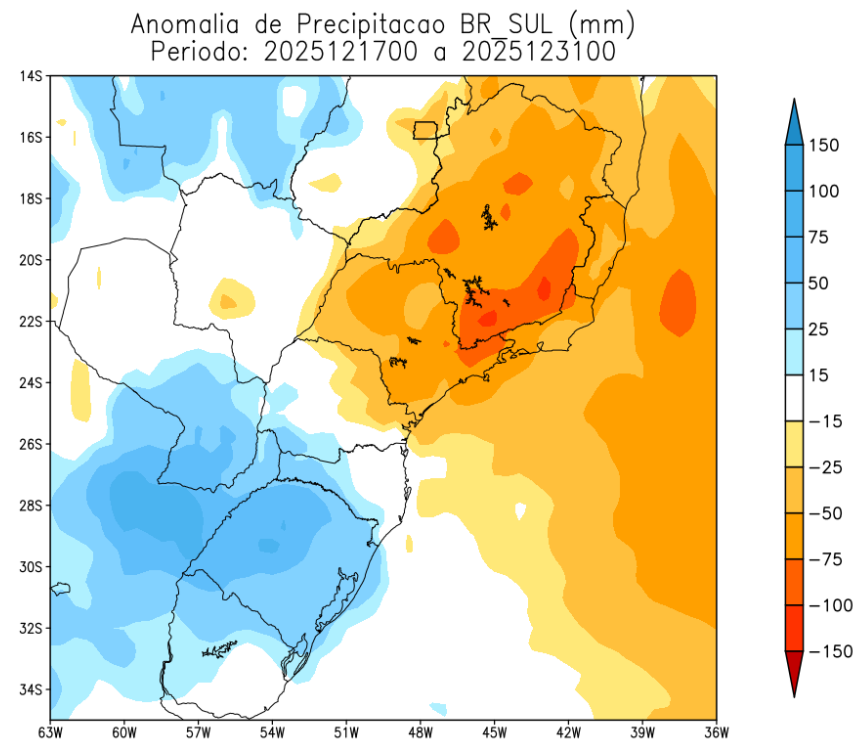 Anomalia de Precipitacao BR_SUL (mm)
Periodo: 2025121700 a 2025123100
14S
16S
18S
20S
22S
24S
26S
28S
30S
32S
34S
63W 60W 57W 54W 51W 48W 45W 42W 39W 36W
150
100
75
50
25
15
-15
-25
-50
-75
-100
-150